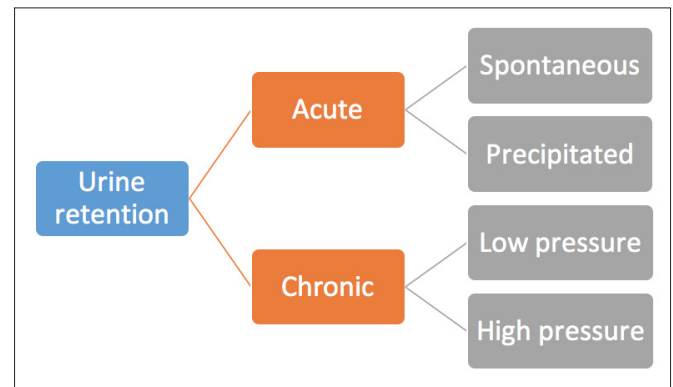 Urine
retention
Acute
Chronic
Spontaneous
Precipitated
Low pressure
High pressure